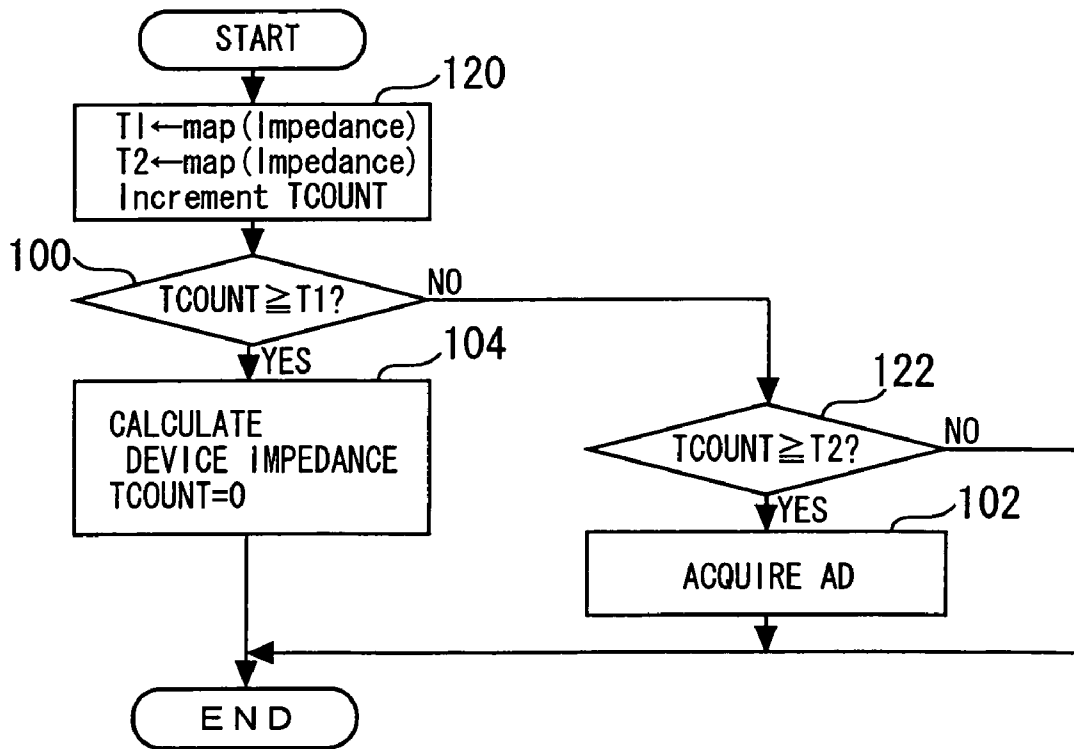 START
120
T1←map(Impedance)
T2←map(Impedance)
Increment TCOUNT
100
TCOUNT≧T1?
NO
YES
104
CALCULATE
DEVICE IMPEDANCE
TCOUNT=0
122
TCOUNT≧T2?
NO
YES
102
ACQUIRE AD
END